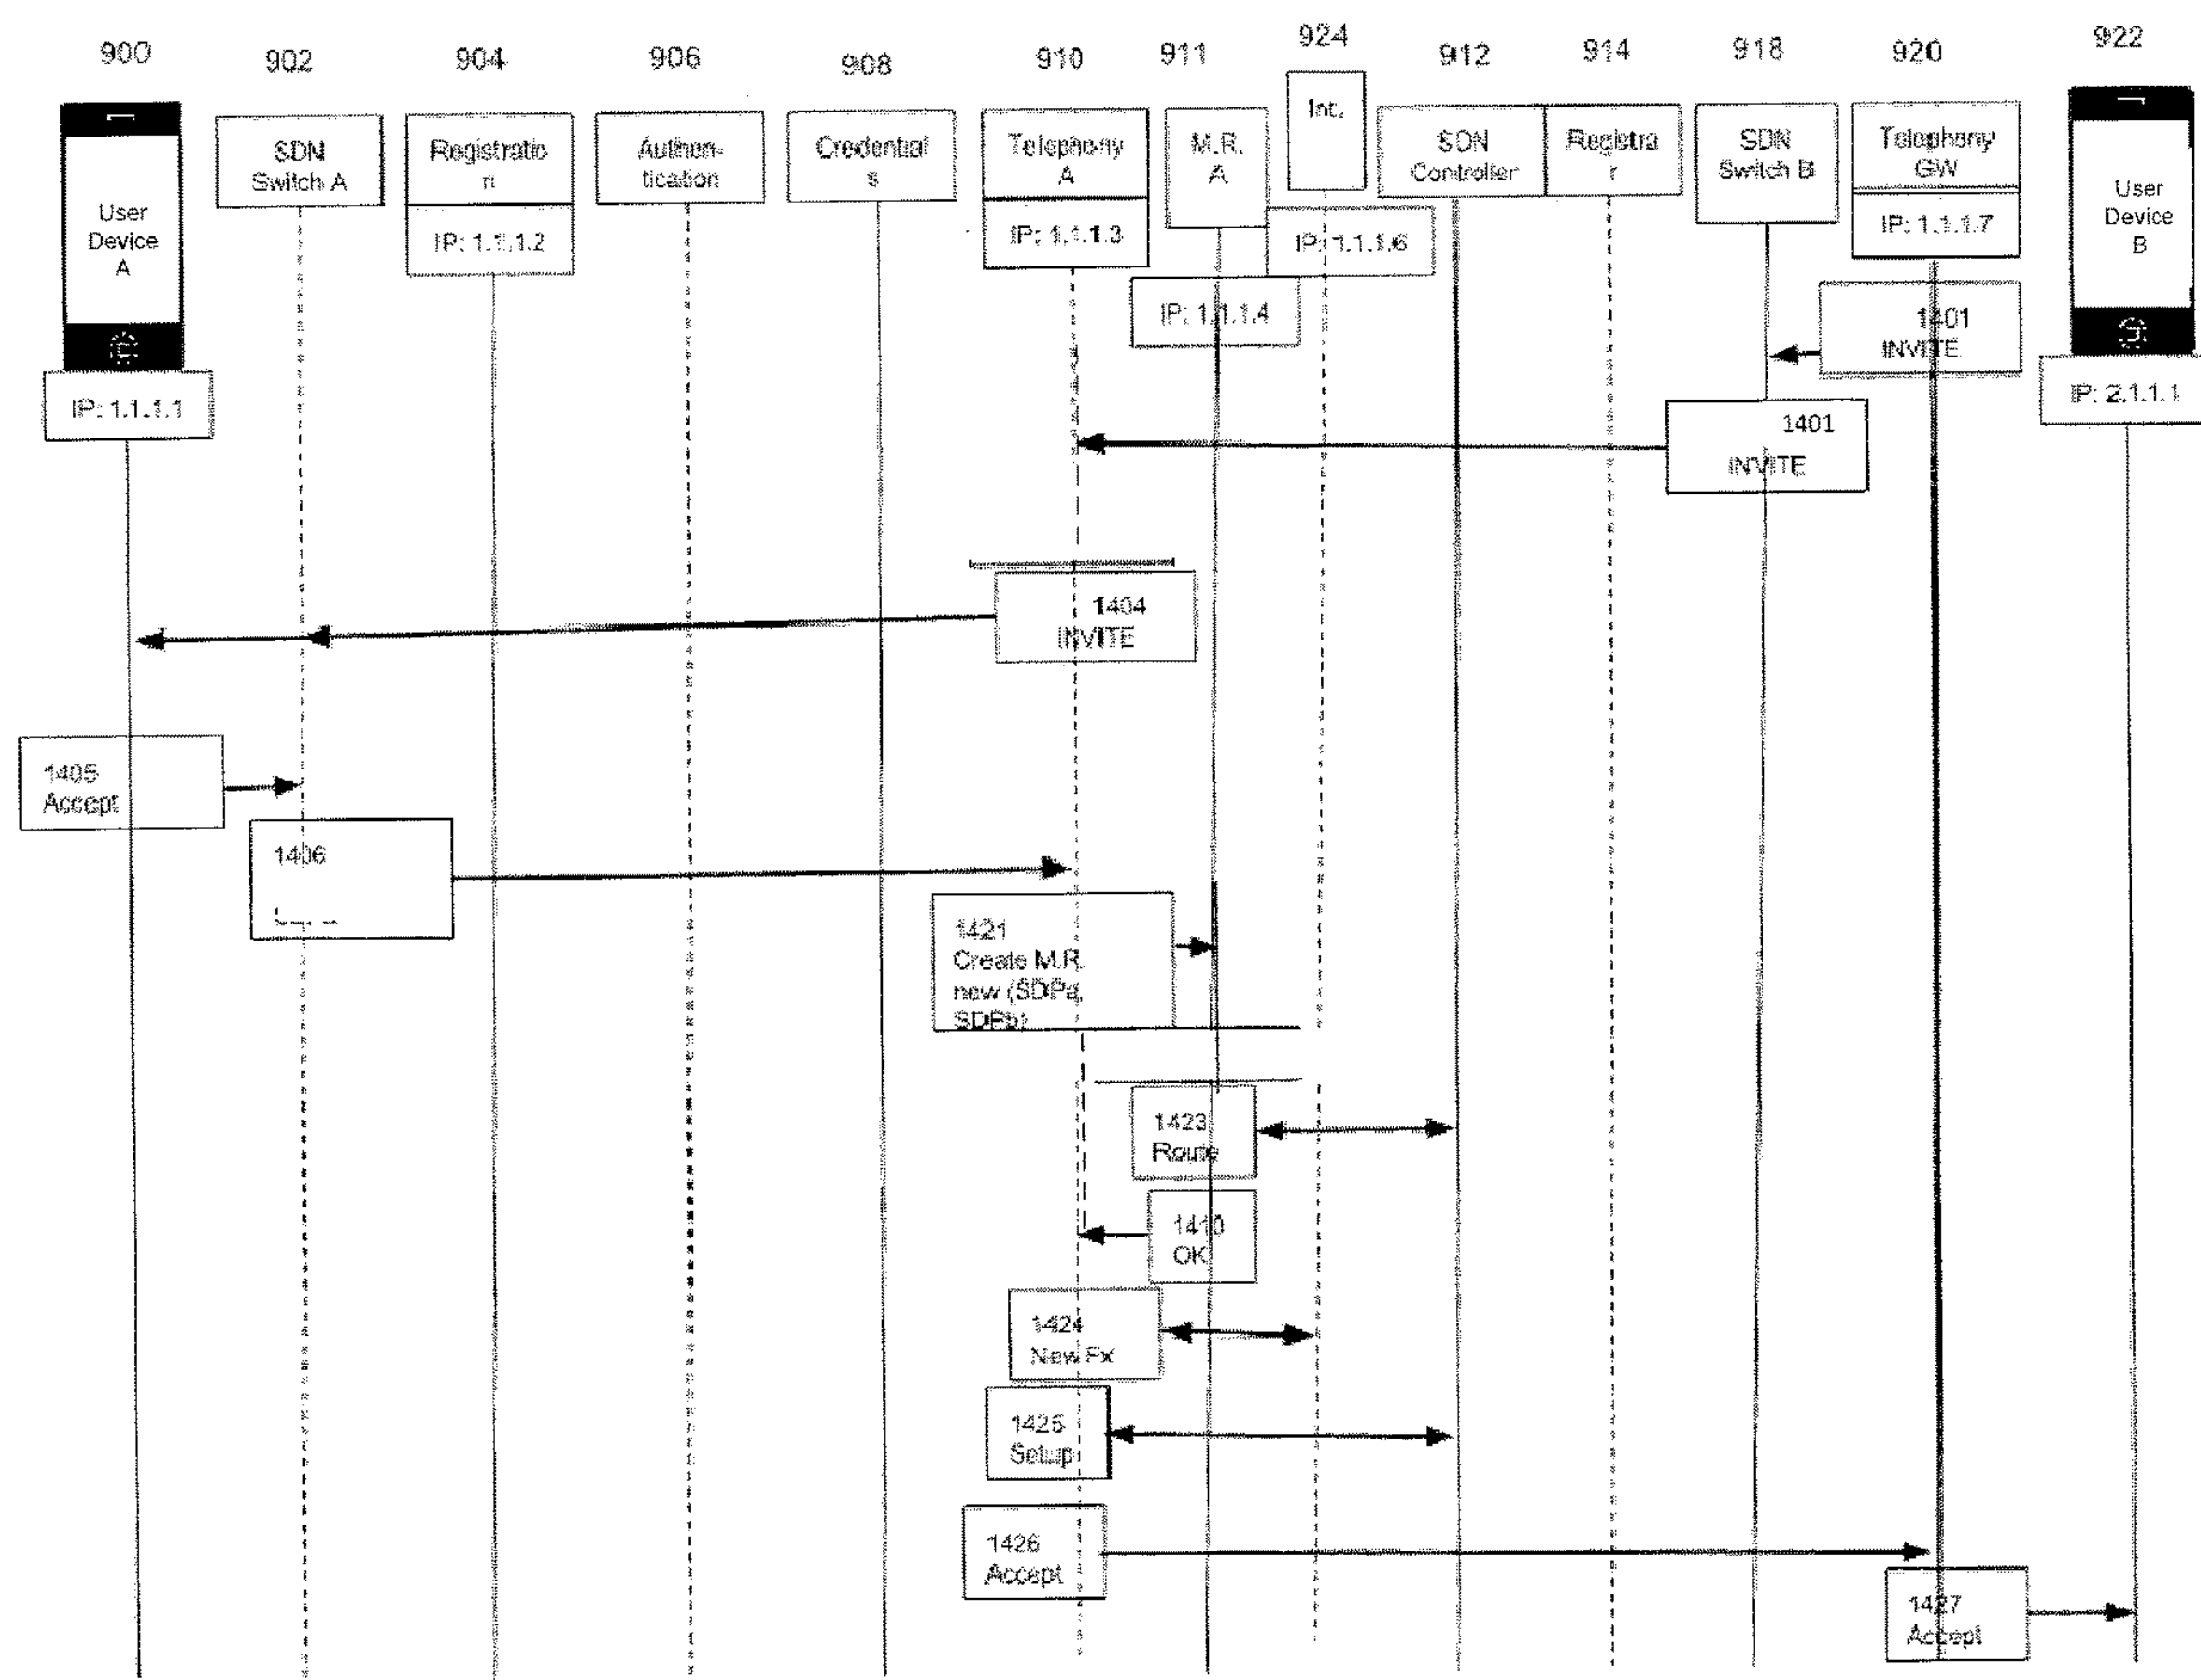 900
902
904
906
908
910
911
924
912
914
918
920
922
User
Device
A
IP: 1.1.1.1
SDN
Switch A
Registratio
n
IP: 1.1.1.2
Authen-
tication
Credential
s
Telephony
A
IP: 1.1.1.3
M.R.
A
IP: 1.1.1.4
Int.
IP: 1.1.1.6
SDN
Controller
Registra
r
SDN
Switch B
Telephony
GW
IP: 1.1.1.7
User
Device
B
IP: 2.1.1.1
1401
INVITE
1401
INVITE
1404
INVITE
1405
Accept
1406
1421
Create M.R.
new (SDPa,
SDPb)
1423
Route
1410
OK
1424
New Fx
1425
Setup
1426
Accept
1427
Accept